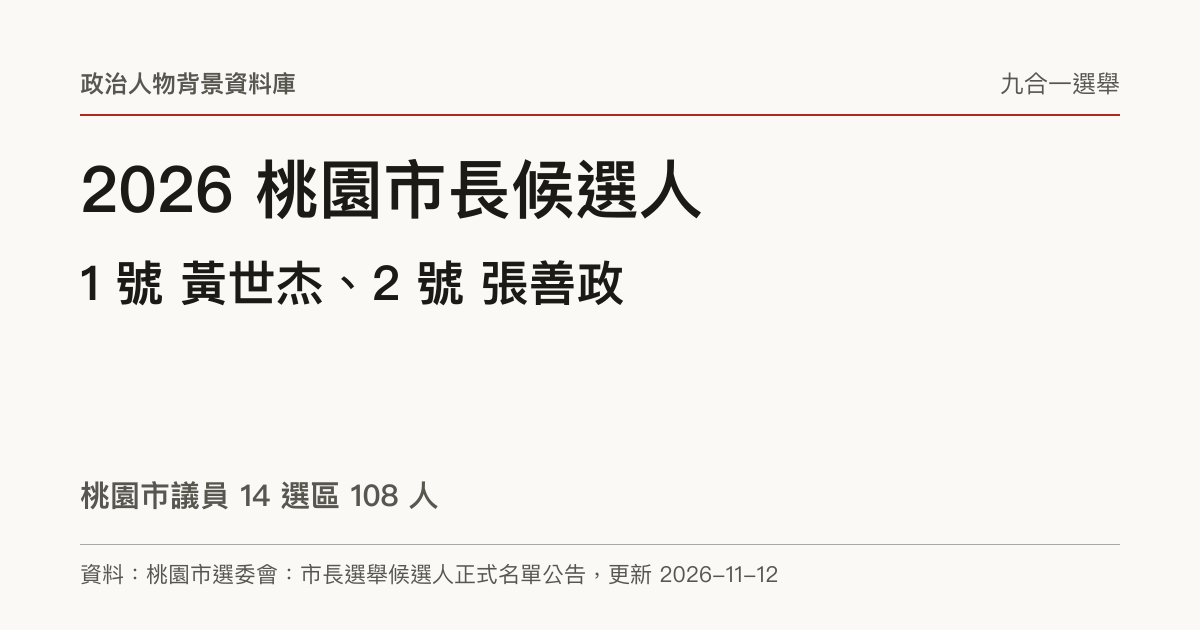 政治人物背景資料庫
九合一選舉
2026 桃園市長候選人
1 號 黃世杰、2 號 張善政
桃園市議員 14 選區 108 人
資料：桃園市選委會：市長選舉候選人正式名單公告，更新 2026–11–12